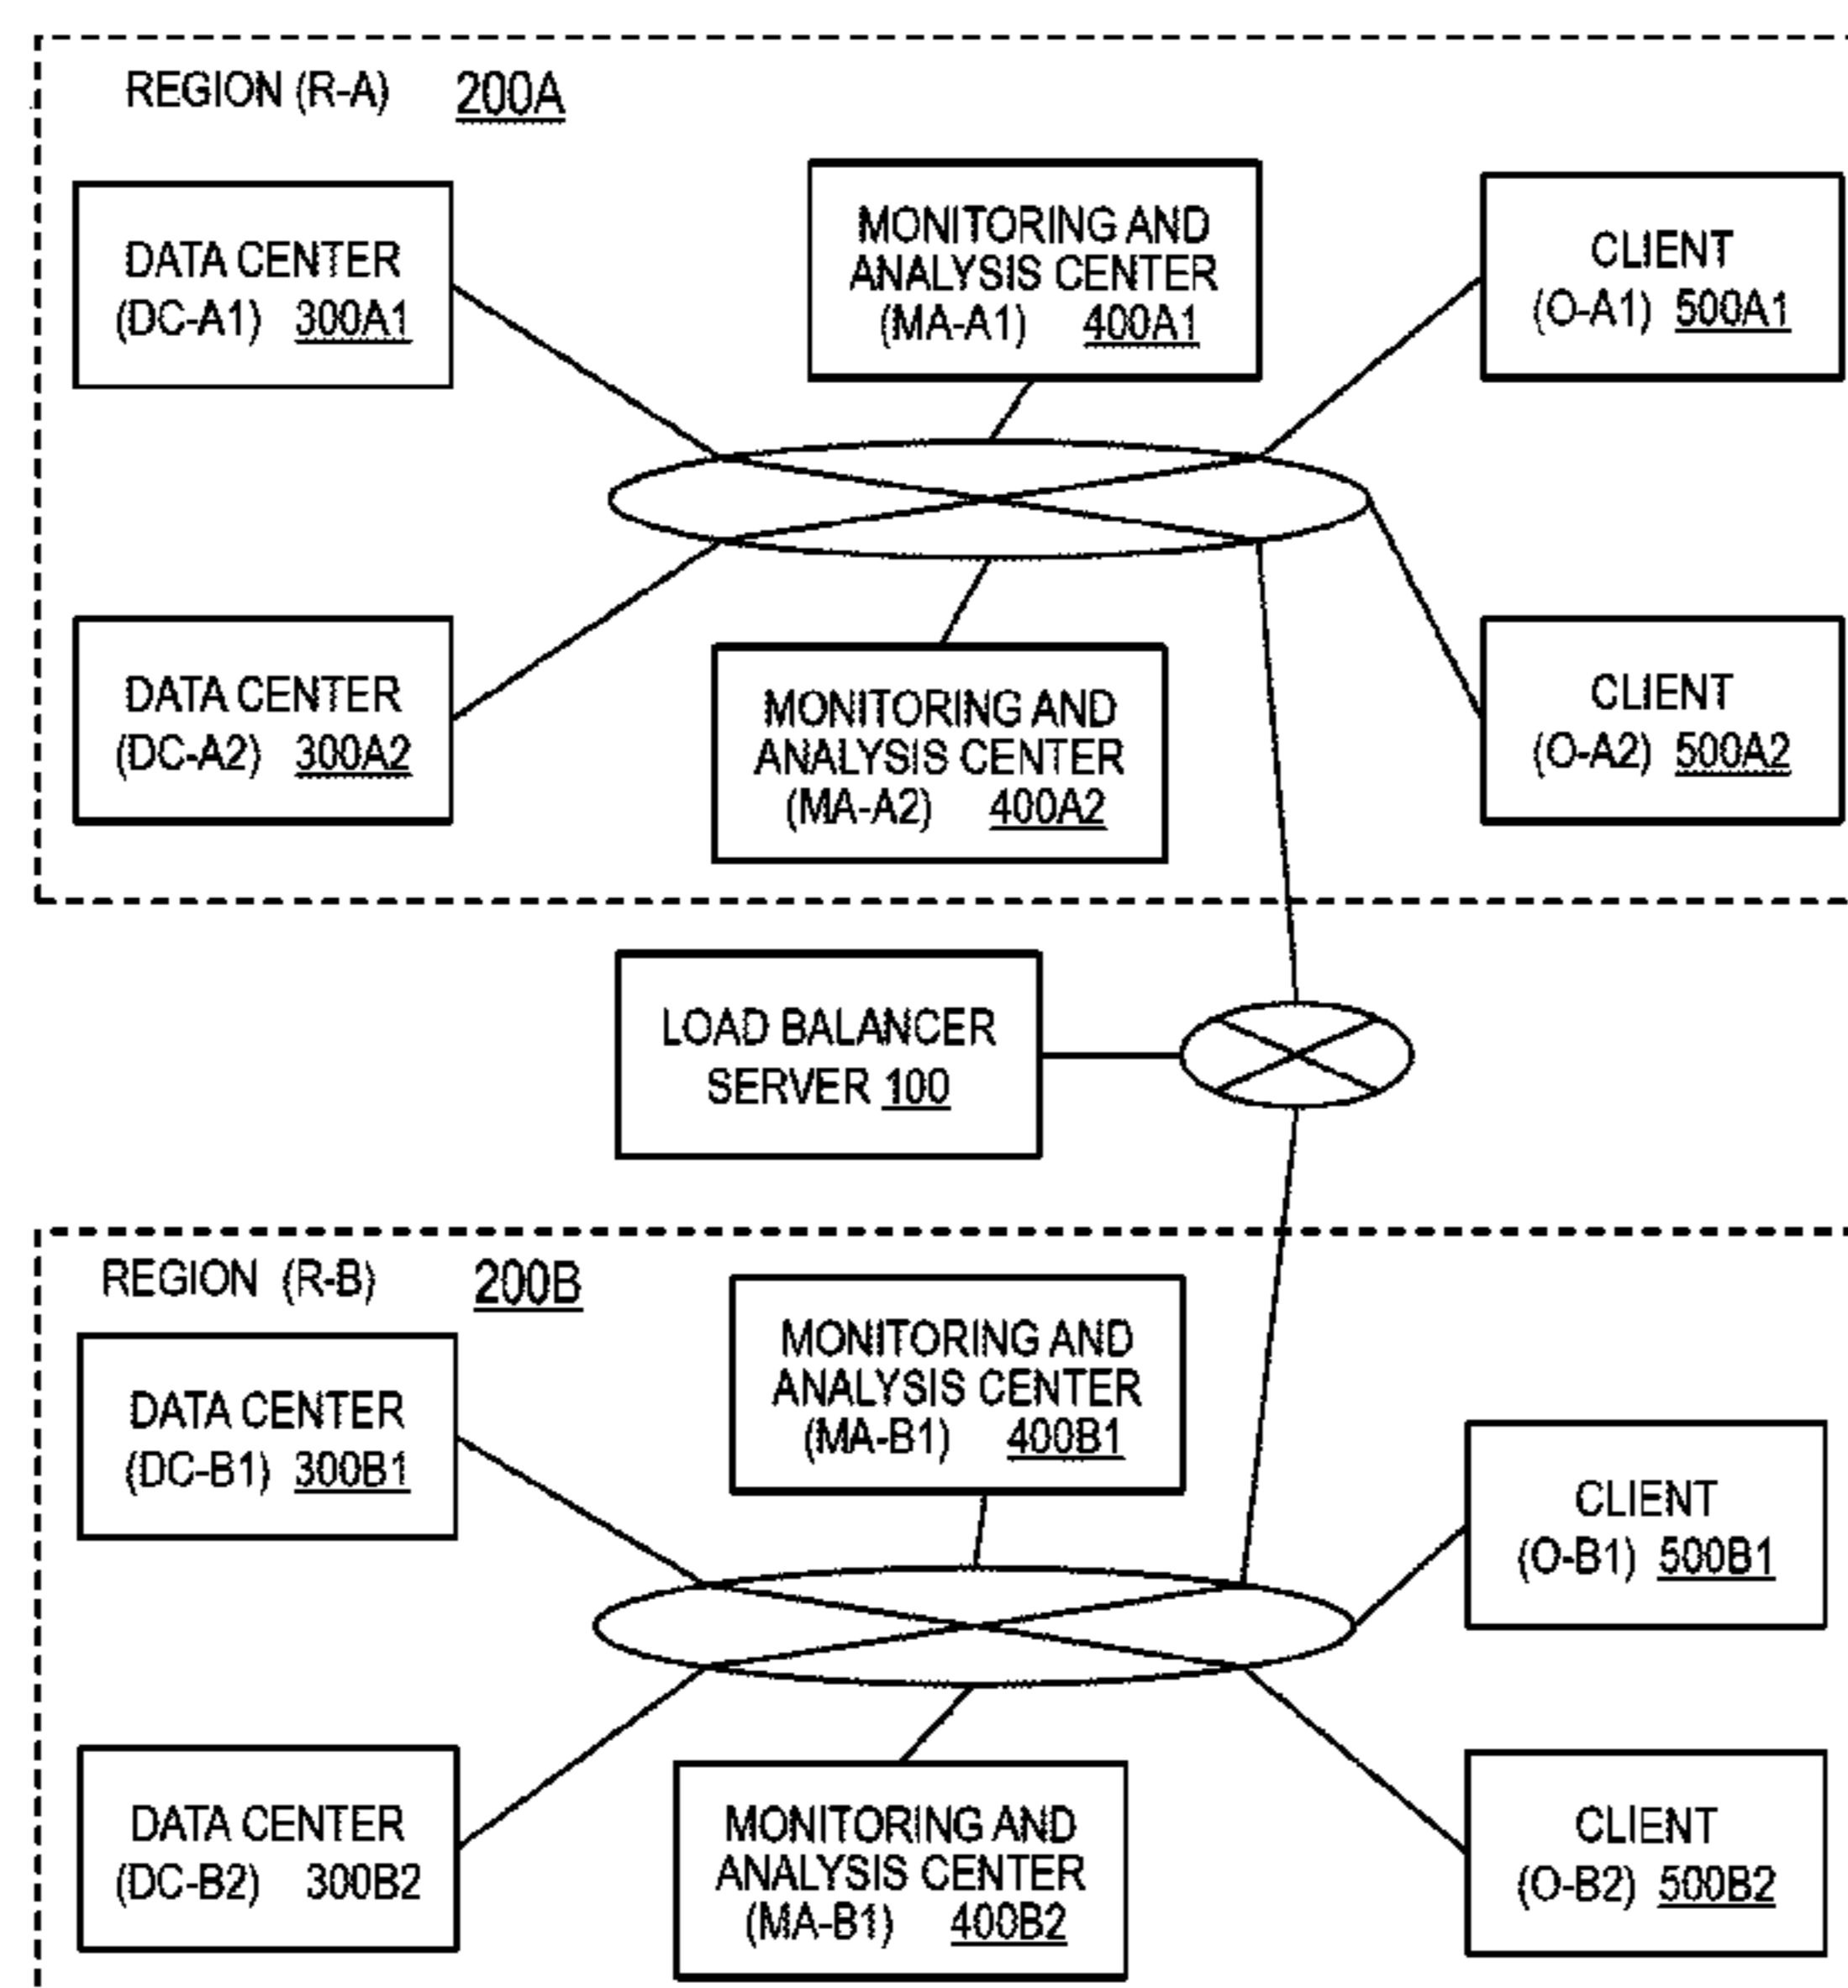 REGION (R-A) 200A
DATA CENTER
(DC-A1) 300A1
MONITORING AND
ANALYSIS CENTER
(MA-A1) 400A1
CLIENT
(O-A1) 500A1
DATA CENTER
(DC-A2) 300A2
MONITORING AND
ANALYSIS CENTER
(MA-A2) 400A2
CLIENT
(O-A2) 500A2
LOAD BALANCER
SERVER 100
REGION (R-B) 200B
DATA CENTER
(DC-B1) 300B1
MONITORING AND
ANALYSIS CENTER
(MA-B1) 400B1
CLIENT
(O-B1) 500B1
DATA CENTER
(DC-B2) 300B2
MONITORING AND
ANALYSIS CENTER
(MA-B1) 400B2
CLIENT
(O-B2) 500B2